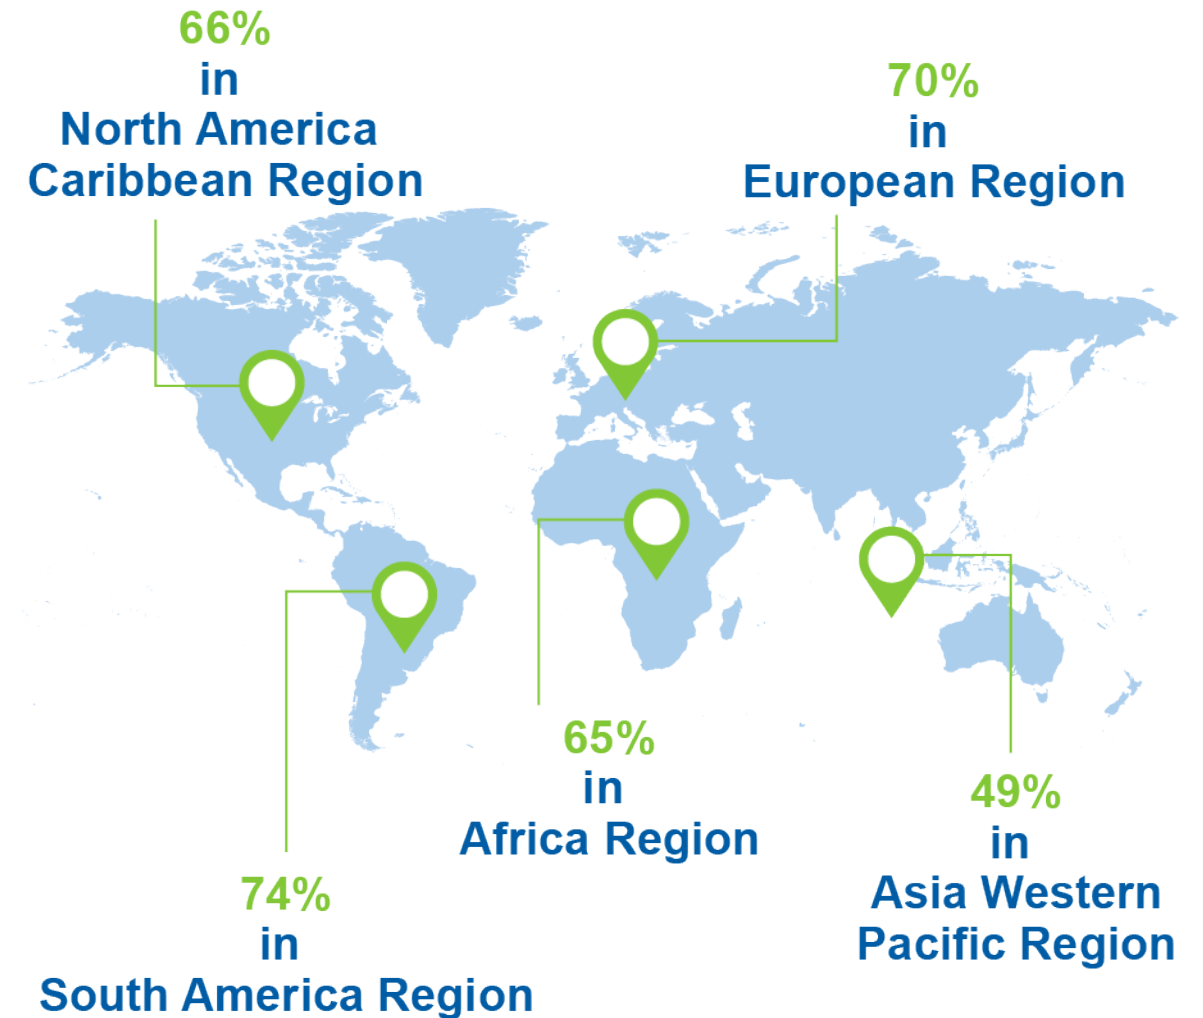 66%
in
North America
Caribbean Region
70%
in
European Region
65%
in
Africa Region
49%
in
Asia Western
Pacific Region
74%
in
South America Region